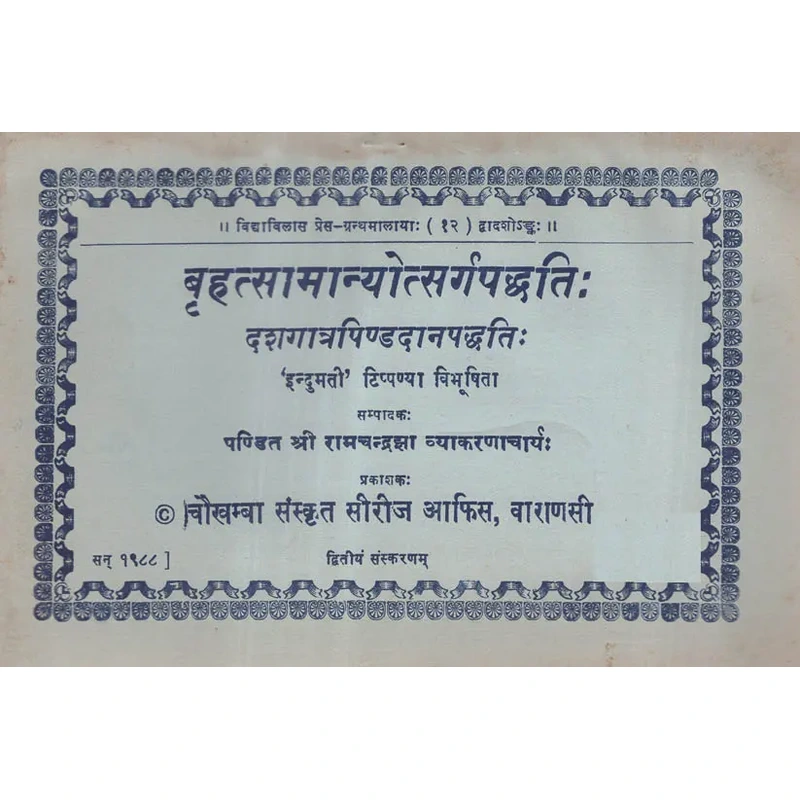 ।। विद्याविलास प्रेस-ग्रन्थमालायाः ( १२ ) द्वादशोऽङ्कः ।।
बृहत्सामान्योत्सर्गपद्धतिः
दशगात्रपिण्डदानपद्धतिः
'इन्दुमती' टिप्पण्या विभूषिता
सम्पादकः
पण्डित श्री रामचन्द्रझा व्याकरणाचार्यः
प्रकाशकः
© चौखम्बा संस्कृत सीरीज आफिस, वाराणसी
सन् १९८८ ] द्वितीयं संस्करणम्